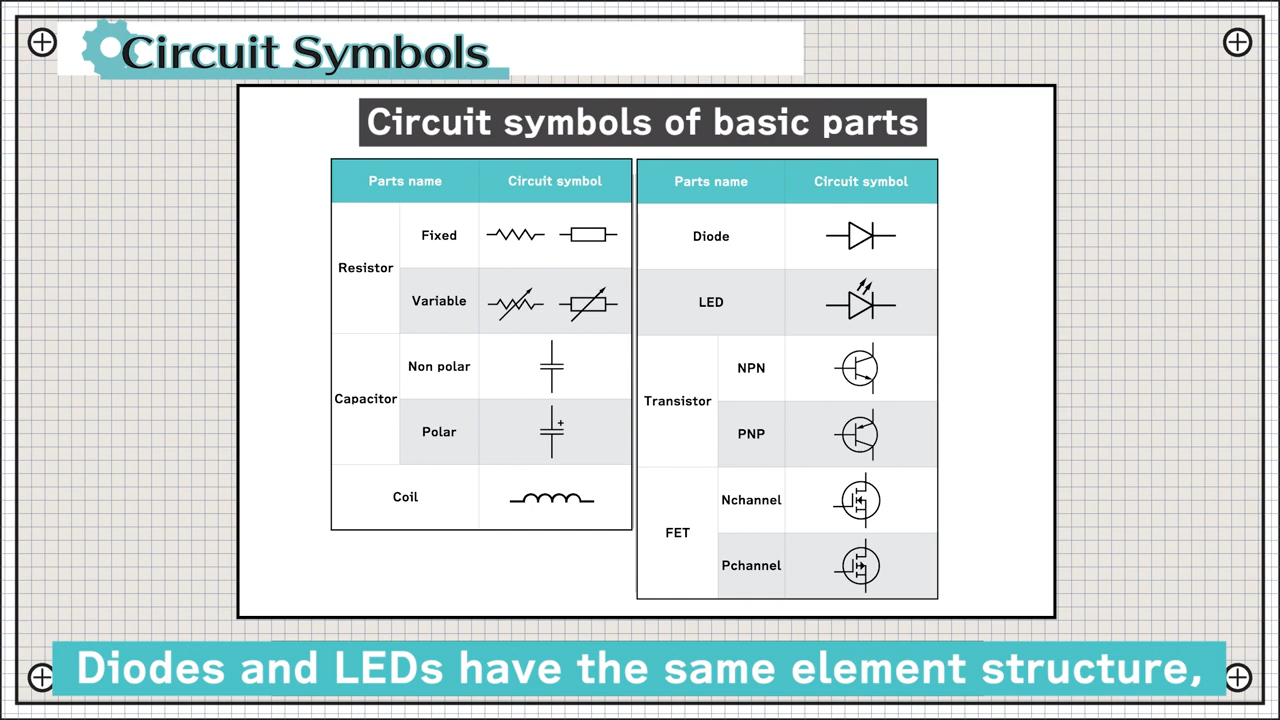 Circuit Symbols
Circuit symbols of basic parts
Parts name Circuit symbol
Resistor
Fixed
Variable
Capacitor
Non polar
Polar
+
Coil
Parts name Circuit symbol
Diode
LED
Transistor
NPN
PNP
FET
Nchannel
Pchannel
Diodes and LEDs have the same element structure,